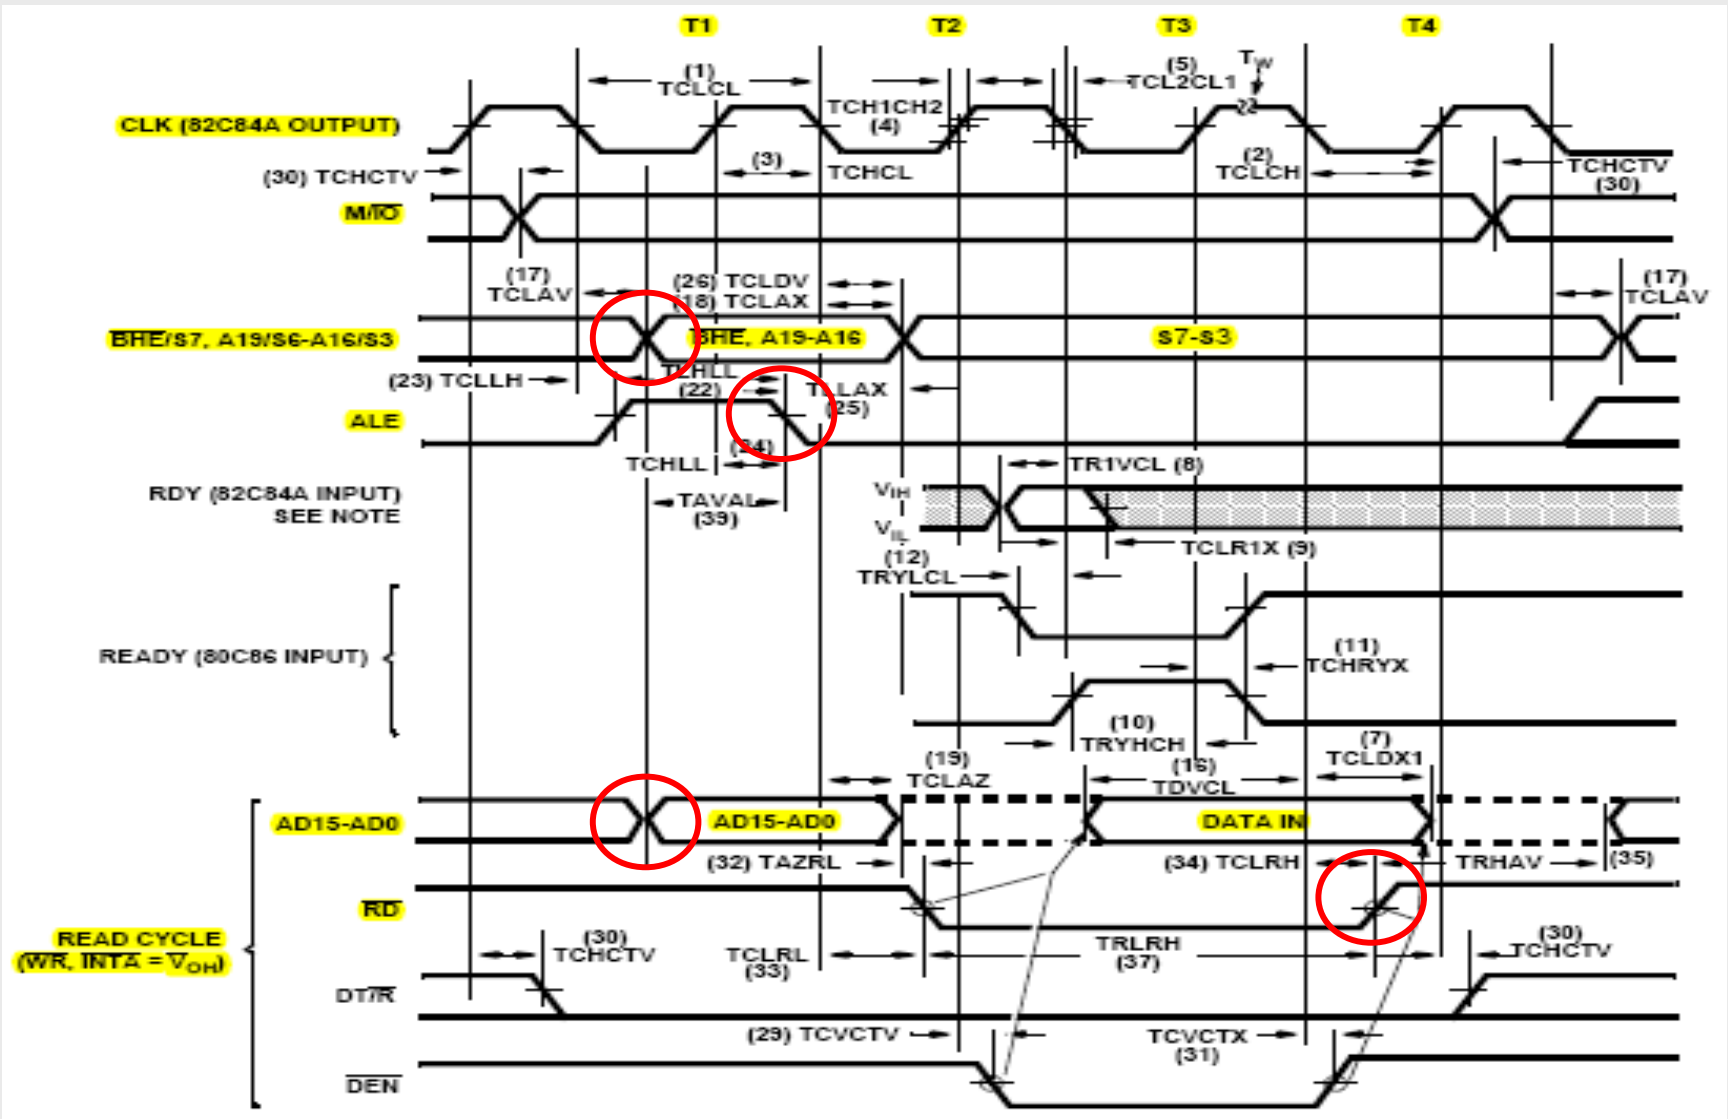 T1 T2 T3 T4
(1) TCLCL
(5) TCL2CL1
TW
TCH1CH2 (4)
CLK (82C84A OUTPUT)
(30) TCHCTV
(3) TCHCL
(2) TCLCH
TCHCTV (30)
M/IO
(17) TCLAV
(26) TCLDV
(18) TCLAX
(17) TCLAV
BHE/S7, A19/S6-A16/S3
BHE, A19-A16
S7-S3
(23) TCLLH
TLHLL (22)
TLLAX (25)
ALE
(24)
TCHLL
TR1VCL (8)
RDY (82C84A INPUT)
SEE NOTE
VIH
VIL
TAVAL (39)
TCLR1X (9)
(12) TRYLCL
READY (80C86 INPUT)
(11) TCHRYX
(10) TRYHCH
(7) TCLDX1
(19) TCLAZ
(16) TDVCL
AD15-AD0
AD15-AD0
DATA IN
(32) TAZRL
(34) TCLRH
TRHAV (35)
RD
READ CYCLE
(WR, INTA = VOH)
(30) TCHCTV
TCLRL (33)
TRLRH (37)
(30) TCHCTV
DT/R
(29) TCVCTV
TCVCTX (31)
DEN